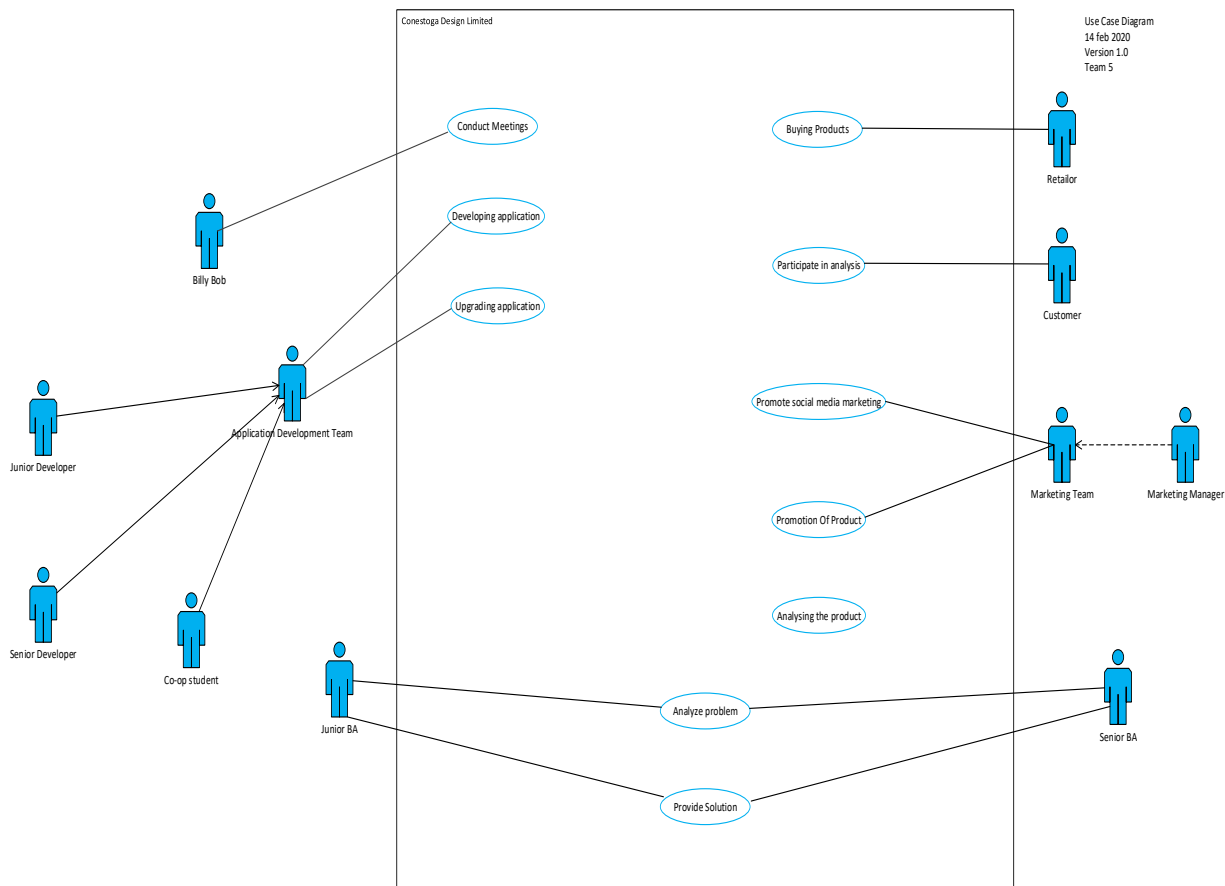 Conestoga Design Limited
Use Case Diagram
14 feb 2020
Version 1.0
Team 5
Conduct Meetings
Buying Products
Retailor
Developing application
Billy Bob
Participate in analysis
Customer
Upgrading application
Application Development Team
Junior Developer
Promote social media marketing
Marketing Team
Marketing Manager
Promotion Of Product
Senior Developer
Co-op student
Analysing the product
Junior BA
Analyze problem
Senior BA
Provide Solution